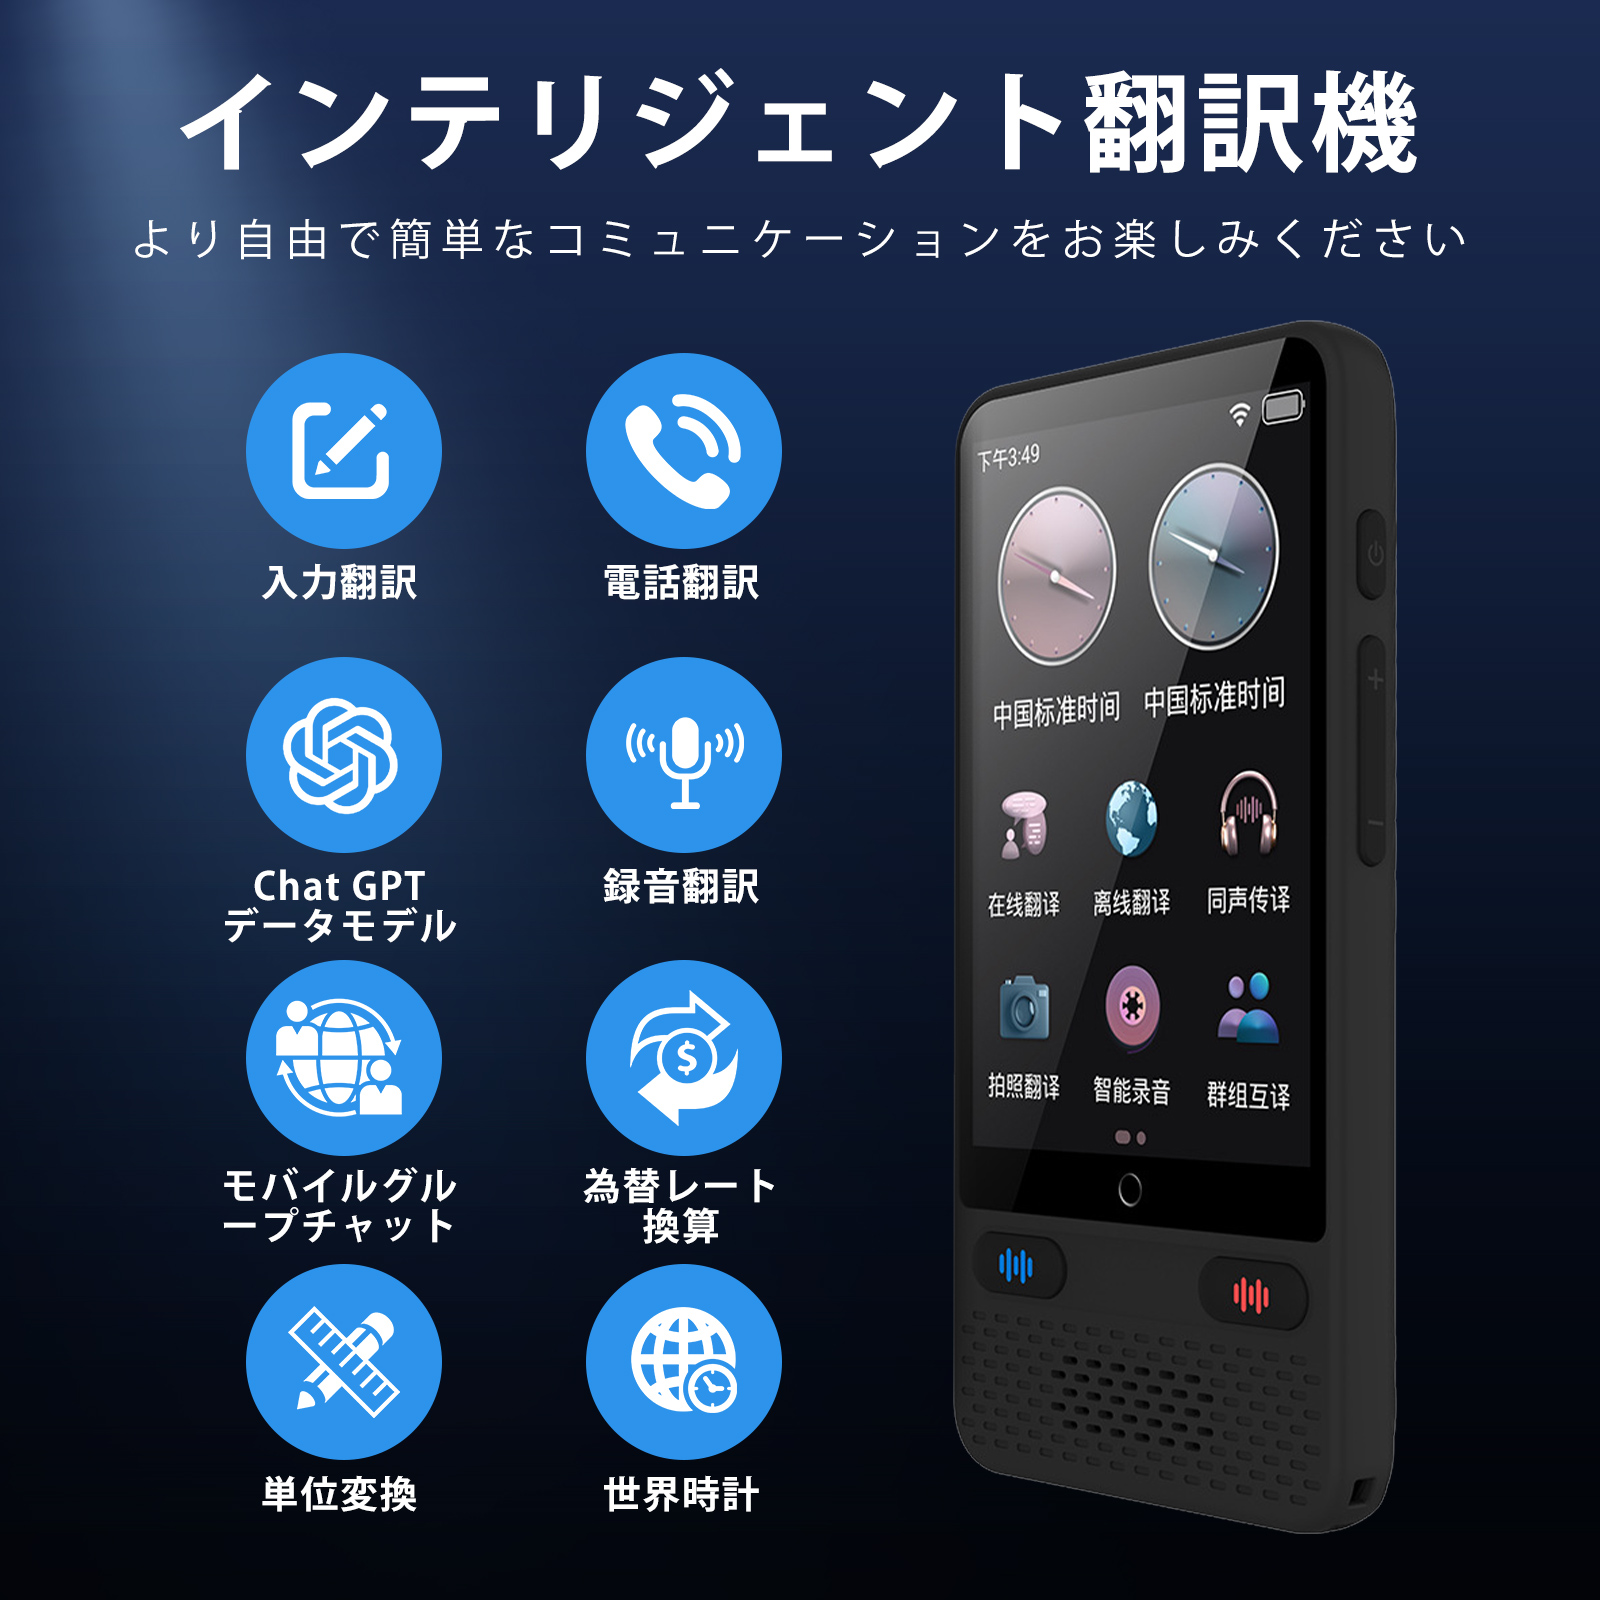 インテリジェント翻訳機
より自由で簡単なコミュニケーションをお楽しみください
入力翻訳
電話翻訳
Chat GPT
データモデル
録音翻訳
モバイルグル
ープチャット
為替レート
換算
単位変換
世界時計
下午3:49
中国标准时间
中国标准时间
在线翻译
离线翻译
同声传译
拍照翻译
智能录音
群组互译